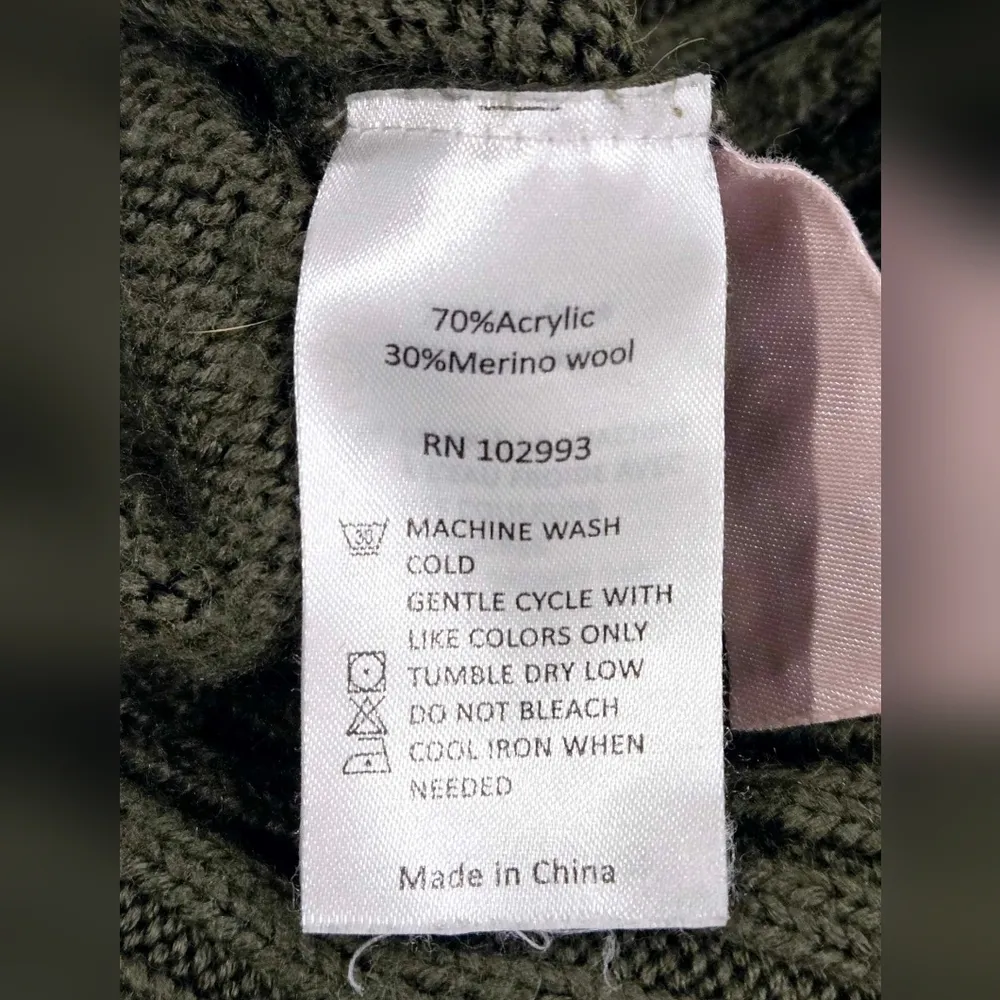 70%Acrylic
30%Merino wool
RN 102993
30
MACHINE WASH
COLD
GENTLE CYCLE WITH
LIKE COLORS ONLY
TUMBLE DRY LOW
DO NOT BLEACH
COOL IRON WHEN
NEEDED
Made in China